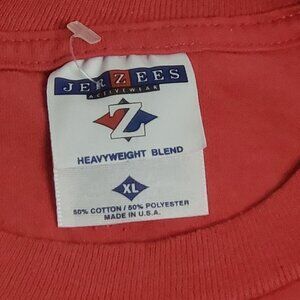 JERZEES
ACTIVEWEAR
Z
HEAVYWEIGHT BLEND
XL
50% COTTON / 50% POLYESTER
MADE IN U.S.A.